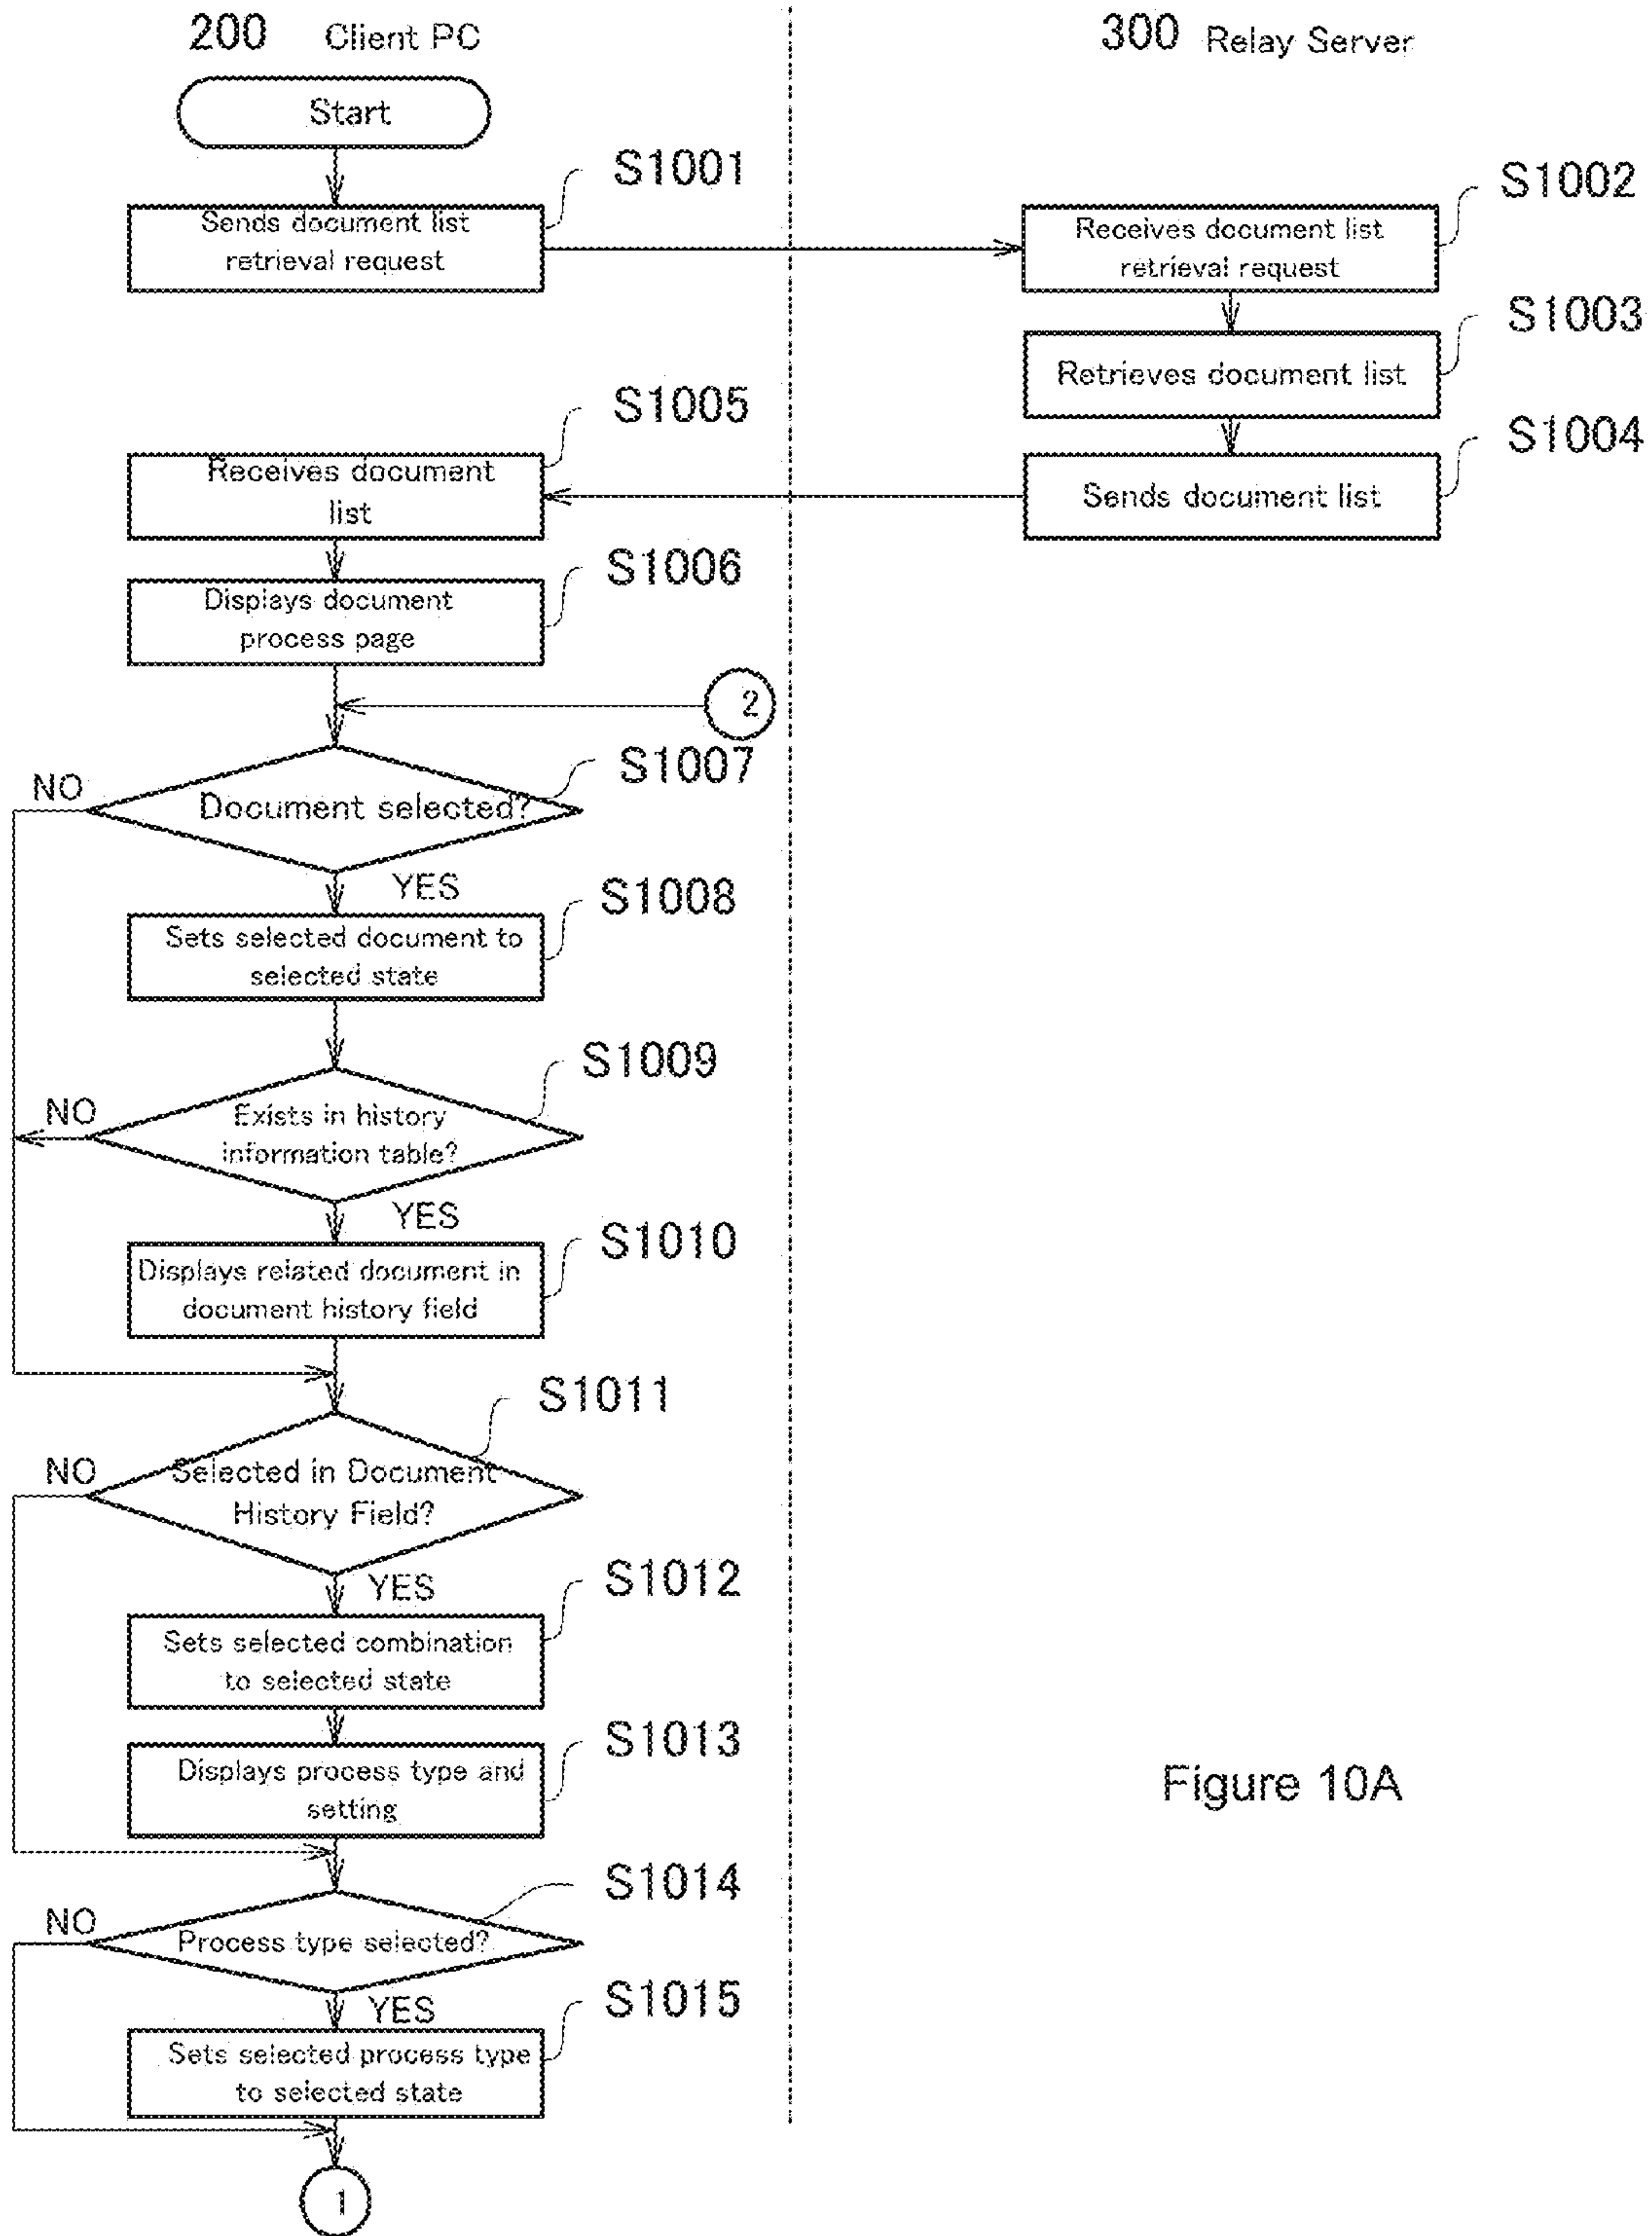 200 Client PC
300 Relay Server
Start
S1001
Sends document list
retrieval request
S1002
Receives document list
retrieval request
S1003
Retrieves document list
S1004
Sends document list
S1005
Receives document
list
S1006
Displays document
process page
2
S1007
NO
Document selected?
YES
S1008
Sets selected document to
selected state
S1009
NO
Exists in history
information table?
YES
S1010
Displays related document in
document history field
S1011
NO
Selected in Document
History Field?
YES
S1012
Sets selected combination
to selected state
S1013
Displays process type and
setting
Figure 10A
S1014
NO
Process type selected?
YES
S1015
Sets selected process type
to selected state
1